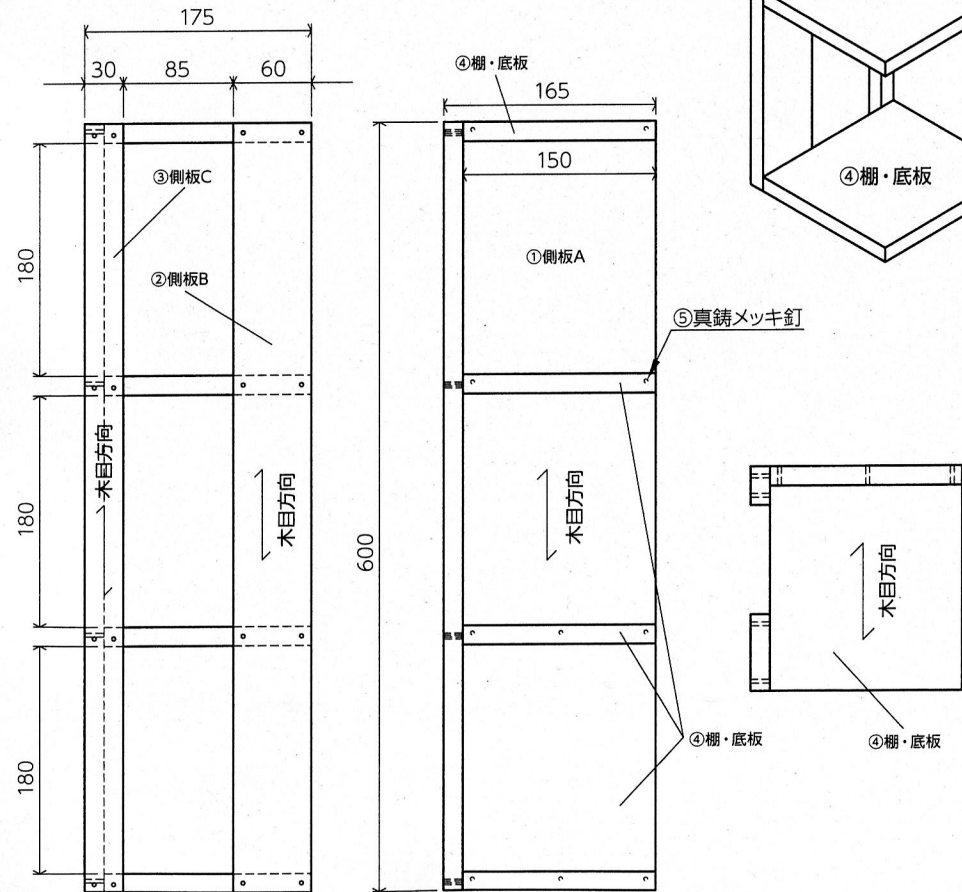 175
30
85
60
③側板C
②側板B
180
180
180
木目方向
木目方向
④棚・底板
165
150
①側板A
⑤真鍮メッキ釘
600
木目方向
④棚・底板
④棚・底板
木目方向
④棚・底板